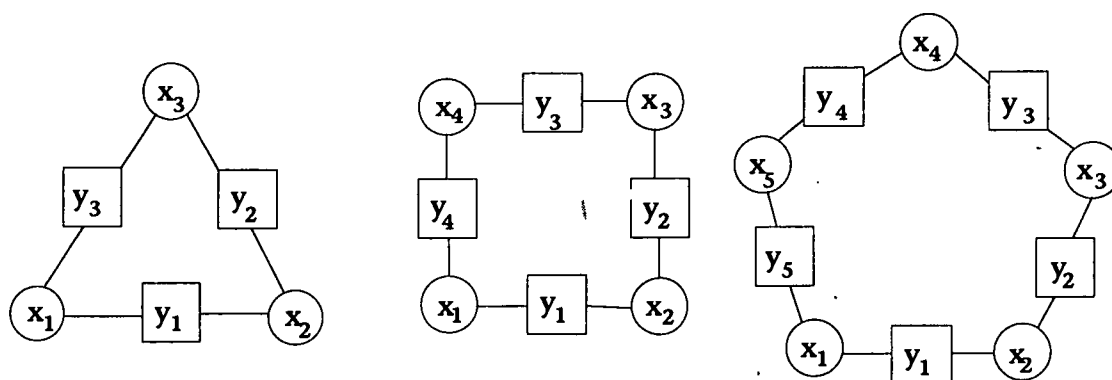 x3
y3 y2
x1 y1 x2
x4 y3 x3
y4 y2
x1 y1 x2
x4
y4 y3
x5 x3
y5 y2
x1 y1 x2